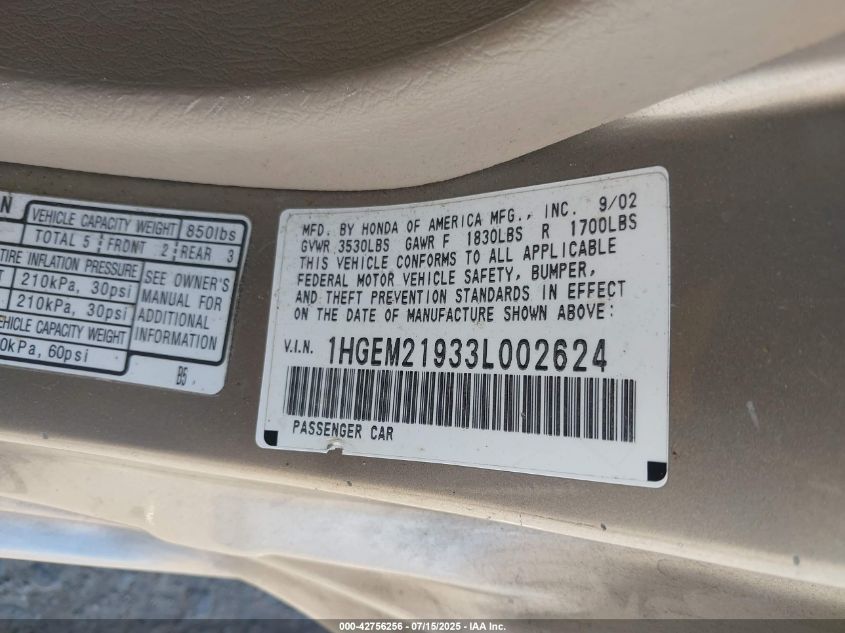 N
VEHICLE CAPACITY WEIGHT 850lbs
TOTAL 5 FRONT 2 REAR 3
TIRE INFLATION PRESSURE
210kPa, 30psi
210kPa, 30psi
SEE OWNER'S
MANUAL FOR
ADDITIONAL
INFORMATION
VEHICLE CAPACITY WEIGHT
0kPa, 60psi
B5
MFD. BY HONDA OF AMERICA MFG., INC. 9/02
GVWR 3530LBS GAWR F 1830LBS R 1700LBS
THIS VEHICLE CONFORMS TO ALL APPLICABLE
FEDERAL MOTOR VEHICLE SAFETY, BUMPER,
AND THEFT PREVENTION STANDARDS IN EFFECT
ON THE DATE OF MANUFACTURE SHOWN ABOVE:
V.I.N. 1HGEM21933L002624
PASSENGER CAR
000-42756256 - 07/15/2025 - IAA Inc.